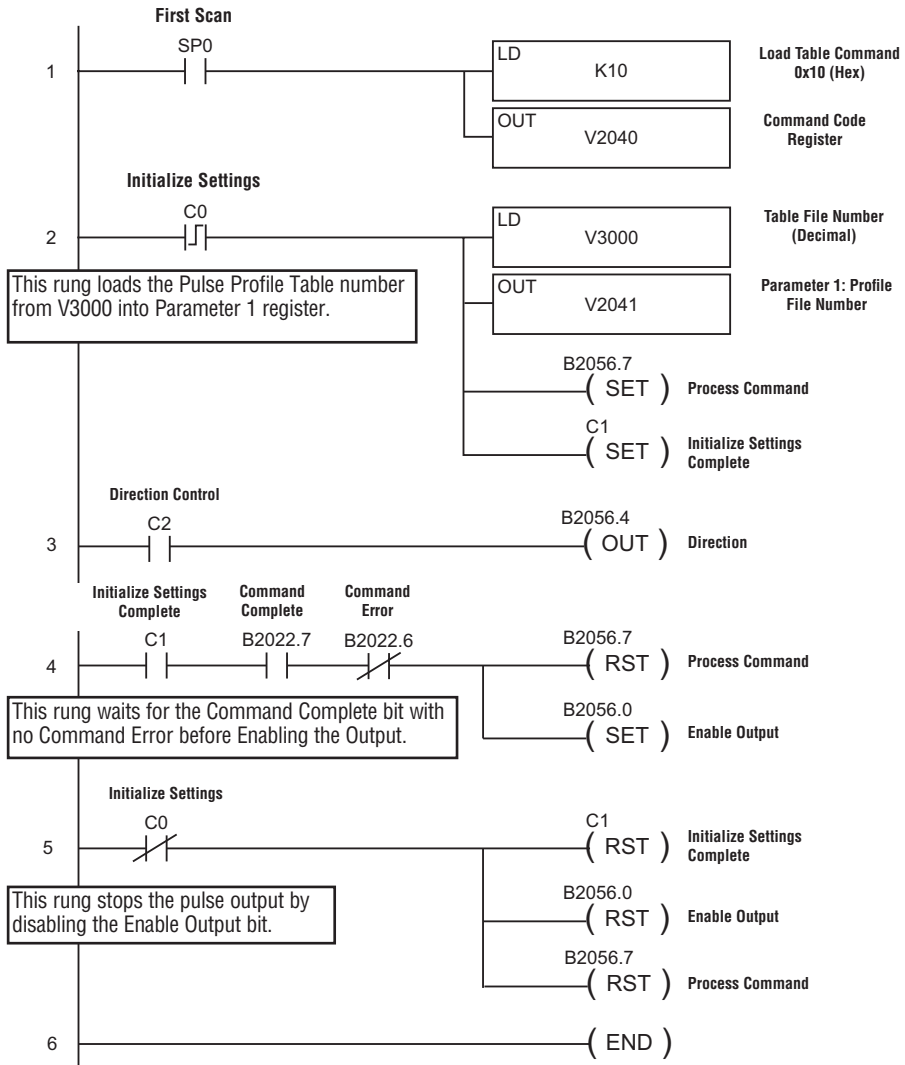 First Scan
SP0
1
LD
K10
Load Table Command
0x10 (Hex)
OUT
V2040
Command Code
Register
Initialize Settings
C0
2
LD
V3000
Table File Number
(Decimal)
This rung loads the Pulse Profile Table number
from V3000 into Parameter 1 register.
OUT
V2041
Parameter 1: Profile
File Number
B2056.7
SET
Process Command
C1
SET
Initialize Settings
Complete
Direction Control
C2
3
B2056.4
OUT
Direction
Initialize Settings
Complete
Command
Complete
Command
Error
C1
B2022.7
B2022.6
4
B2056.7
RST
Process Command
This rung waits for the Command Complete bit with
no Command Error before Enabling the Output.
B2056.0
SET
Enable Output
Initialize Settings
C0
5
C1
RST
Initialize Settings
Complete
This rung stops the pulse output by
disabling the Enable Output bit.
B2056.0
RST
Enable Output
B2056.7
RST
Process Command
6
END